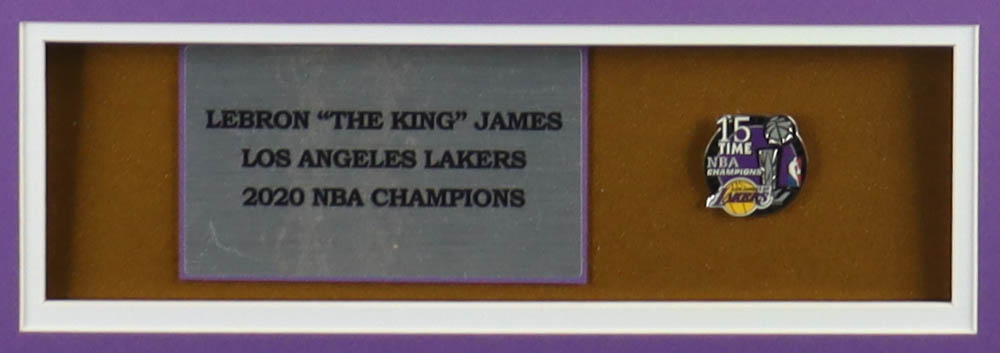 LEBRON “THE KING” JAMES
LOS ANGELES LAKERS
2020 NBA CHAMPIONS
15
TIME
NBA
CHAMPIONS
LAKERS